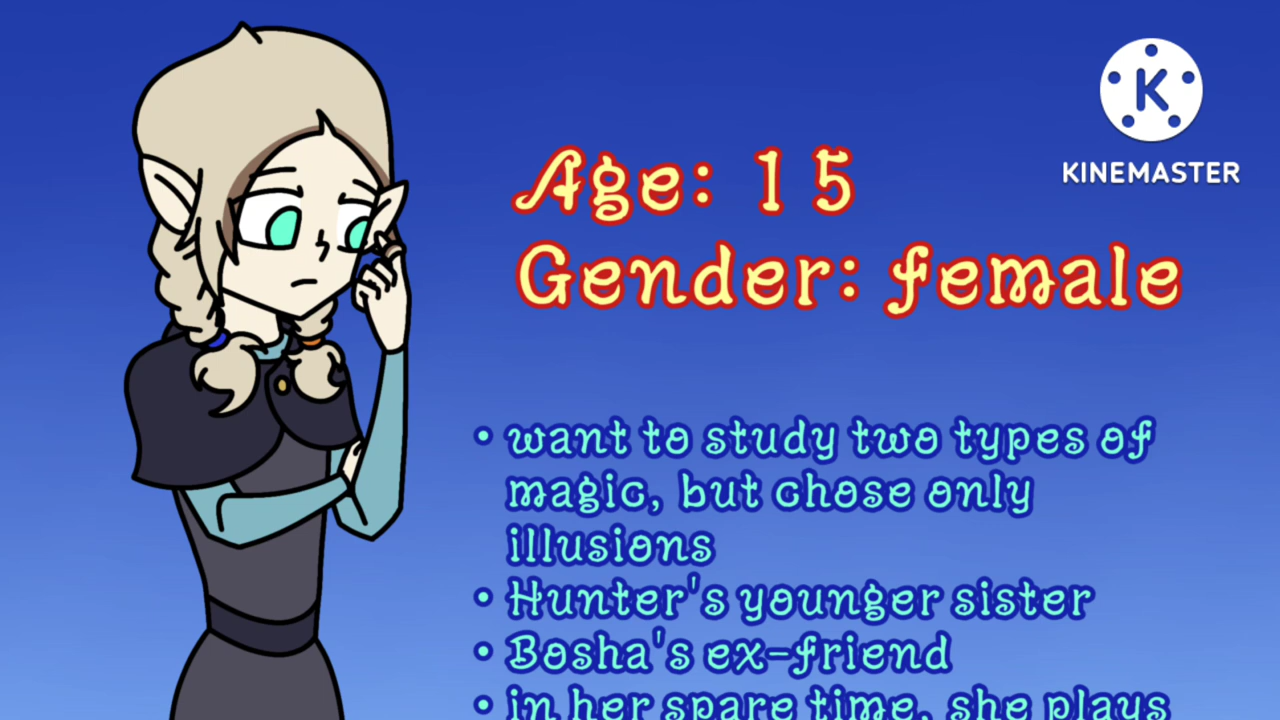 KINEMASTER
Age: 15
Gender: female
• want to study two types of
magic, but chose only
illusions
• Hunter's younger sister
• Bosha's ex-friend
• in her spare time, she plays